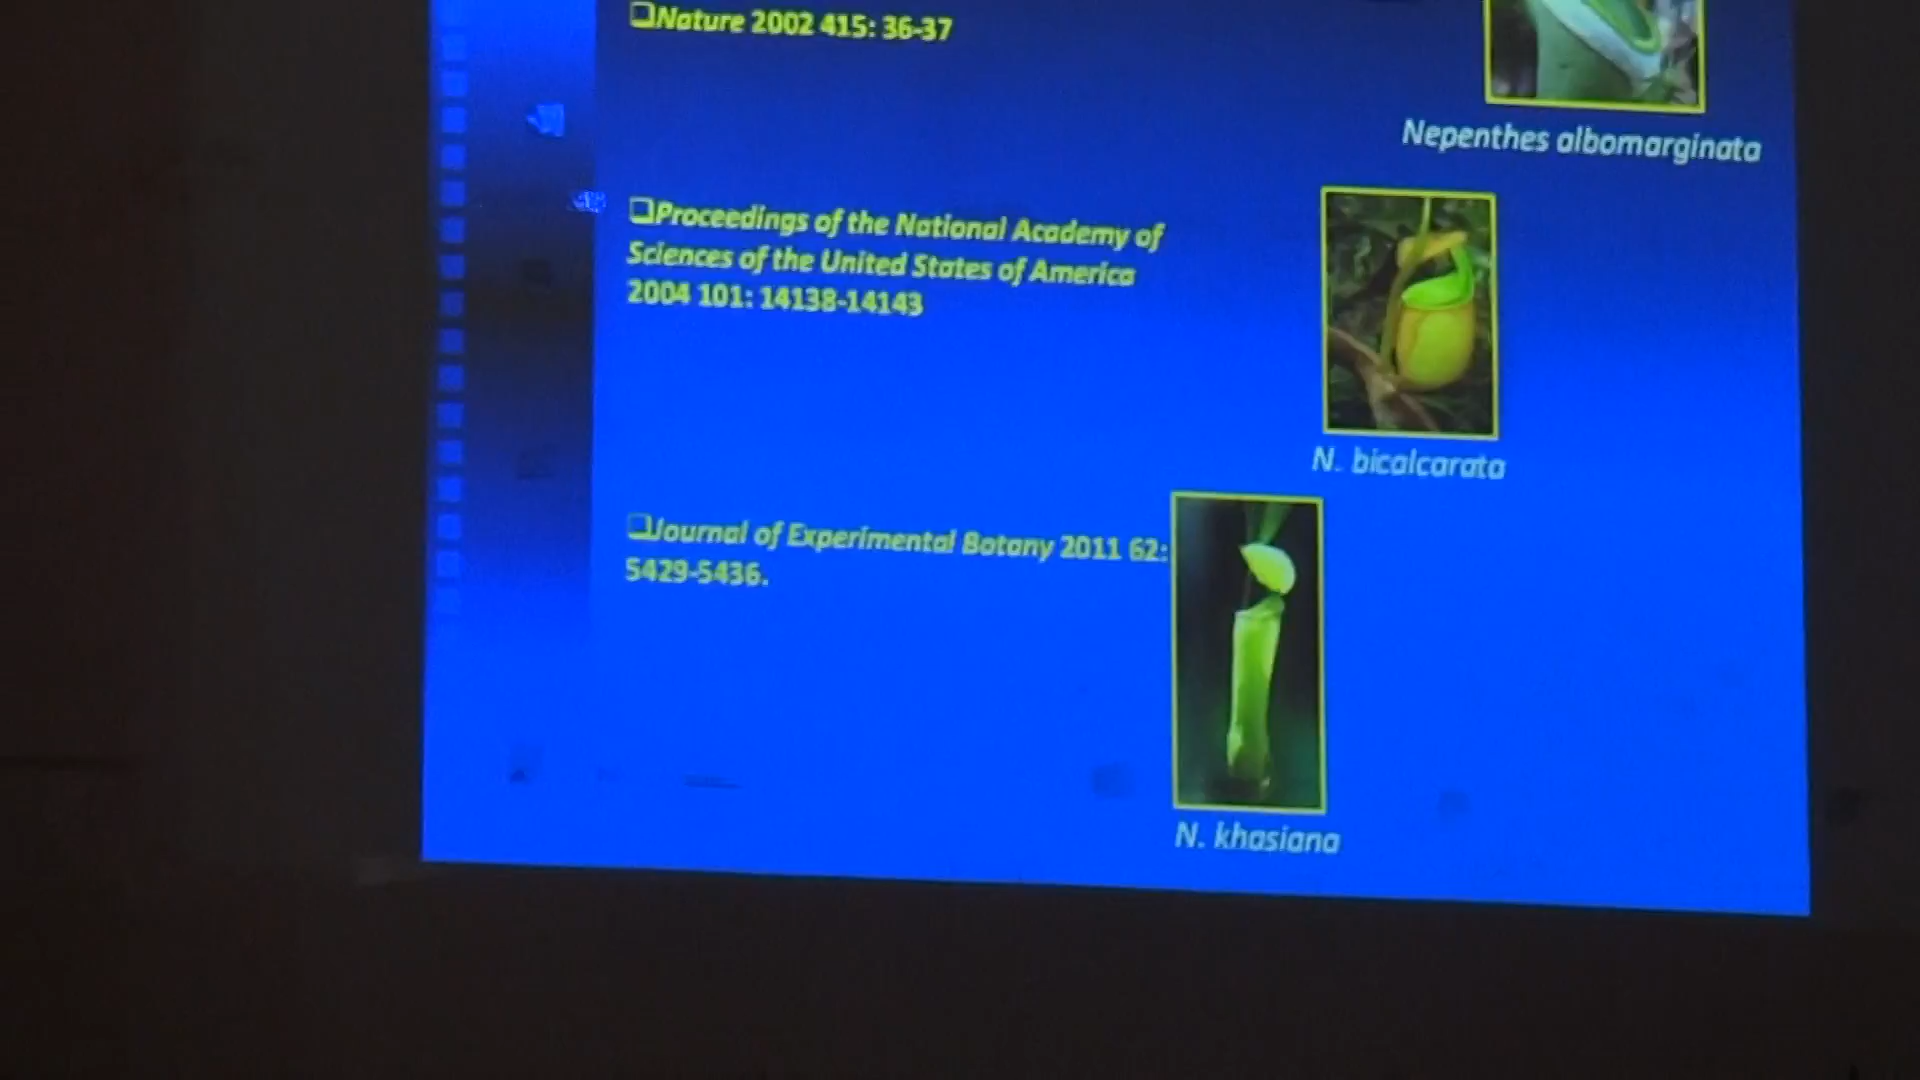 ❑Nature 2002 415: 36-37
Nepenthes albomarginata
❑Proceedings of the National Academy of
Sciences of the United States of America
2004 101: 14138-14143
N. bicalcarata
❑Journal of Experimental Botany 2011 62:
5429-5436.
N. khasiana